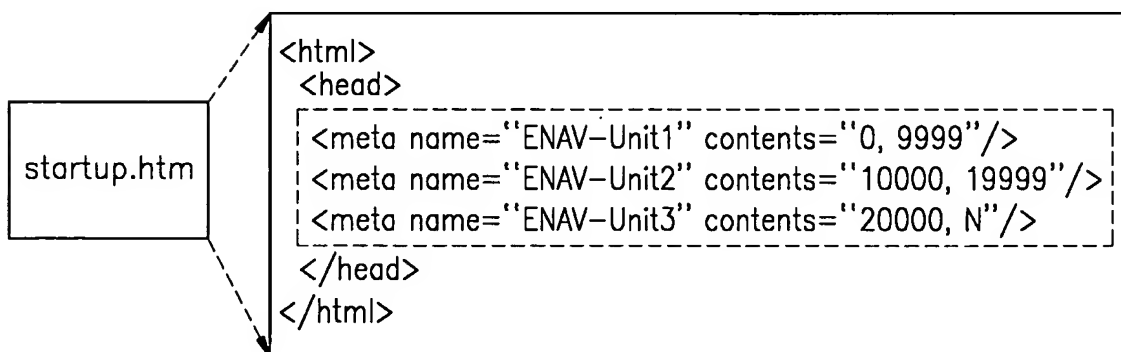 startup.htm
<html>
<head>
<meta name="ENAV-Unit1" contents="0, 9999"/>
<meta name="ENAV-Unit2" contents="10000, 19999"/>
<meta name="ENAV-Unit3" contents="20000, N"/>
</head>
</html>